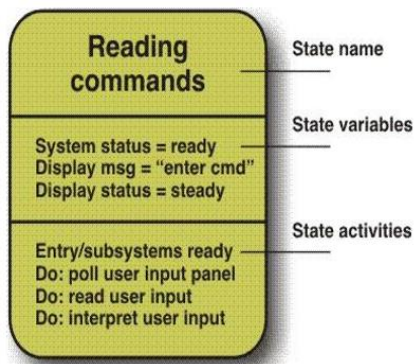 Reading
commands
State name
State variables
System status = ready
Display msg = “enter cmd”
Display status = steady
State activities
Entry/subsystems ready
Do: poll user input panel
Do: read user input
Do: interpret user input